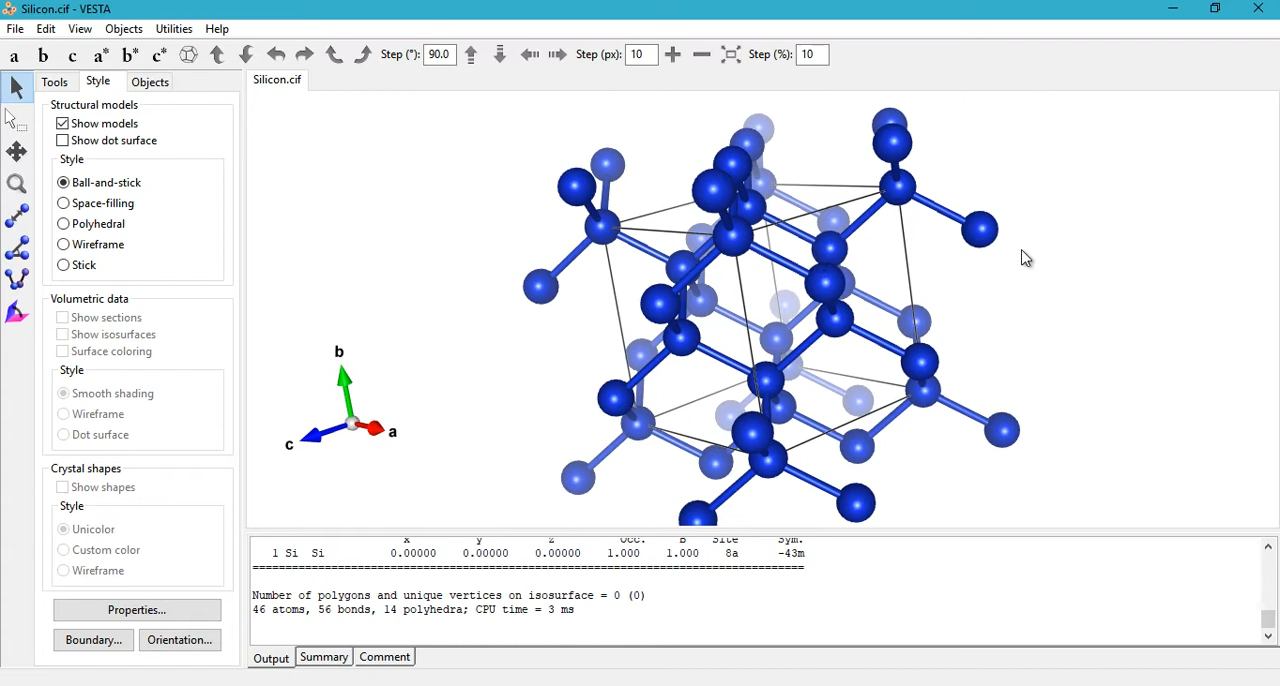 Silicon.cif - VESTA
File Edit View Objects Utilities Help
a b c a* b* c* Step (°): 90.0 Step (px): 10 Step (%): 10
Tools Style Objects
Silicon.cif
Structural models
Show models
Show dot surface
Style
Ball-and-stick
Space-filling
Polyhedral
Wireframe
Stick
Volumetric data
Show sections
Show isosurfaces
Surface coloring
Style
Smooth shading
Wireframe
Dot surface
Crystal shapes
Show shapes
Style
Unicolor
Custom color
Wireframe
Properties...
Boundary... Orientation...
b
a
c
x y z Occ. B Site Sym.
1 Si Si 0.00000 0.00000 0.00000 1.000 1.000 8a -43m
Number of polygons and unique vertices on isosurface = 0 (0)
46 atoms, 56 bonds, 14 polyhedra; CPU time = 3 ms
Output Summary Comment